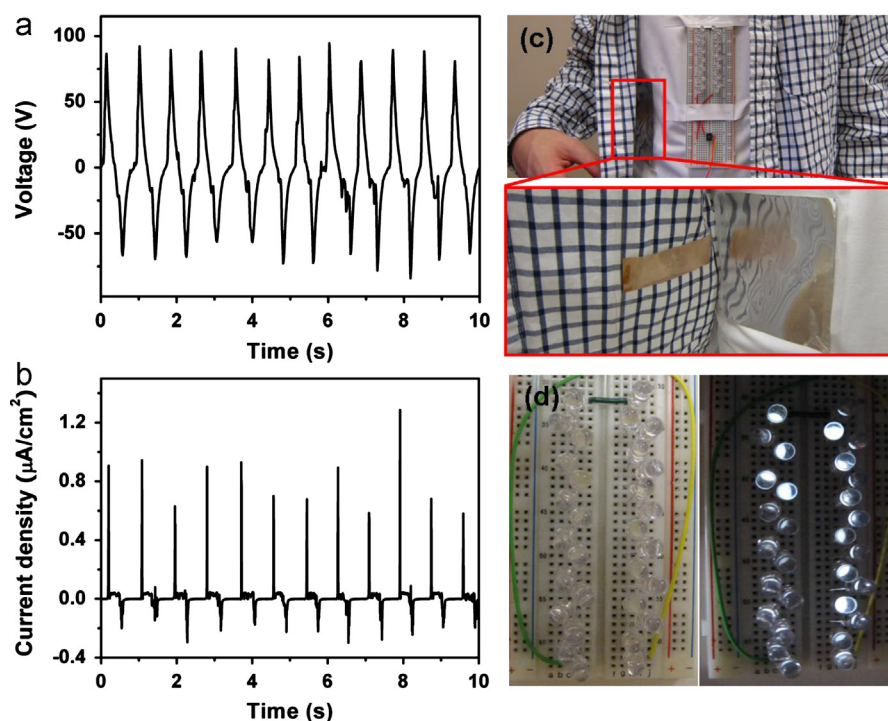 a
100
50
0
-50
Voltage (V)
0 2 4 6 8 10
Time (s)
b
1.2
0.8
0.4
0.0
-0.4
Current density (μA/cm²)
0 2 4 6 8 10
Time (s)
(c)
(d)